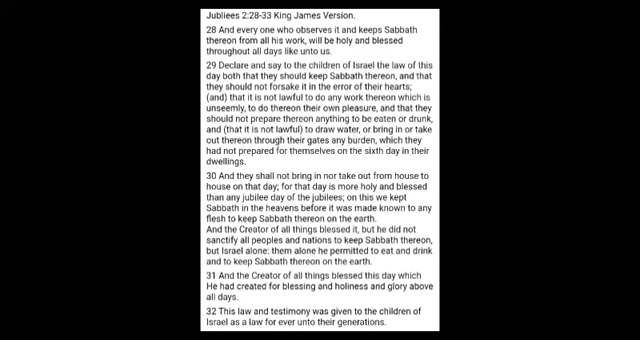 Jubliees 2:28-33 King James Version.
28 And every one who observes it and keeps Sabbath
thereon from all his work, will be holy and blessed
throughout all days like unto us.
29 Declare and say to the children of Israel the law of this
day both that they should keep Sabbath thereon, and that
they should not forsake it in the error of their hearts;
(and) that it is not lawful to do any work thereon which is
unseemly, to do thereon their own pleasure, and that they
should not prepare thereon anything to be eaten or drunk,
and (that it is not lawful) to draw water, or bring in or take
out thereon through their gates any burden, which they
had not prepared for themselves on the sixth day in their
dwellings.
30 And they shall not bring in nor take out from house to
house on that day; for that day is more holy and blessed
than any jubilee day of the jubilees; on this we kept
Sabbath in the heavens before it was made known to any
flesh to keep Sabbath thereon on the earth.
And the Creator of all things blessed it, but he did not
sanctify all peoples and nations to keep Sabbath thereon,
but Israel alone: them alone he permitted to eat and drink
and to keep Sabbath thereon on the earth.
31 And the Creator of all things blessed this day which
He had created for blessing and holiness and glory above
all days.
32 This law and testimony was given to the children of
Israel as a law for ever unto their generations.